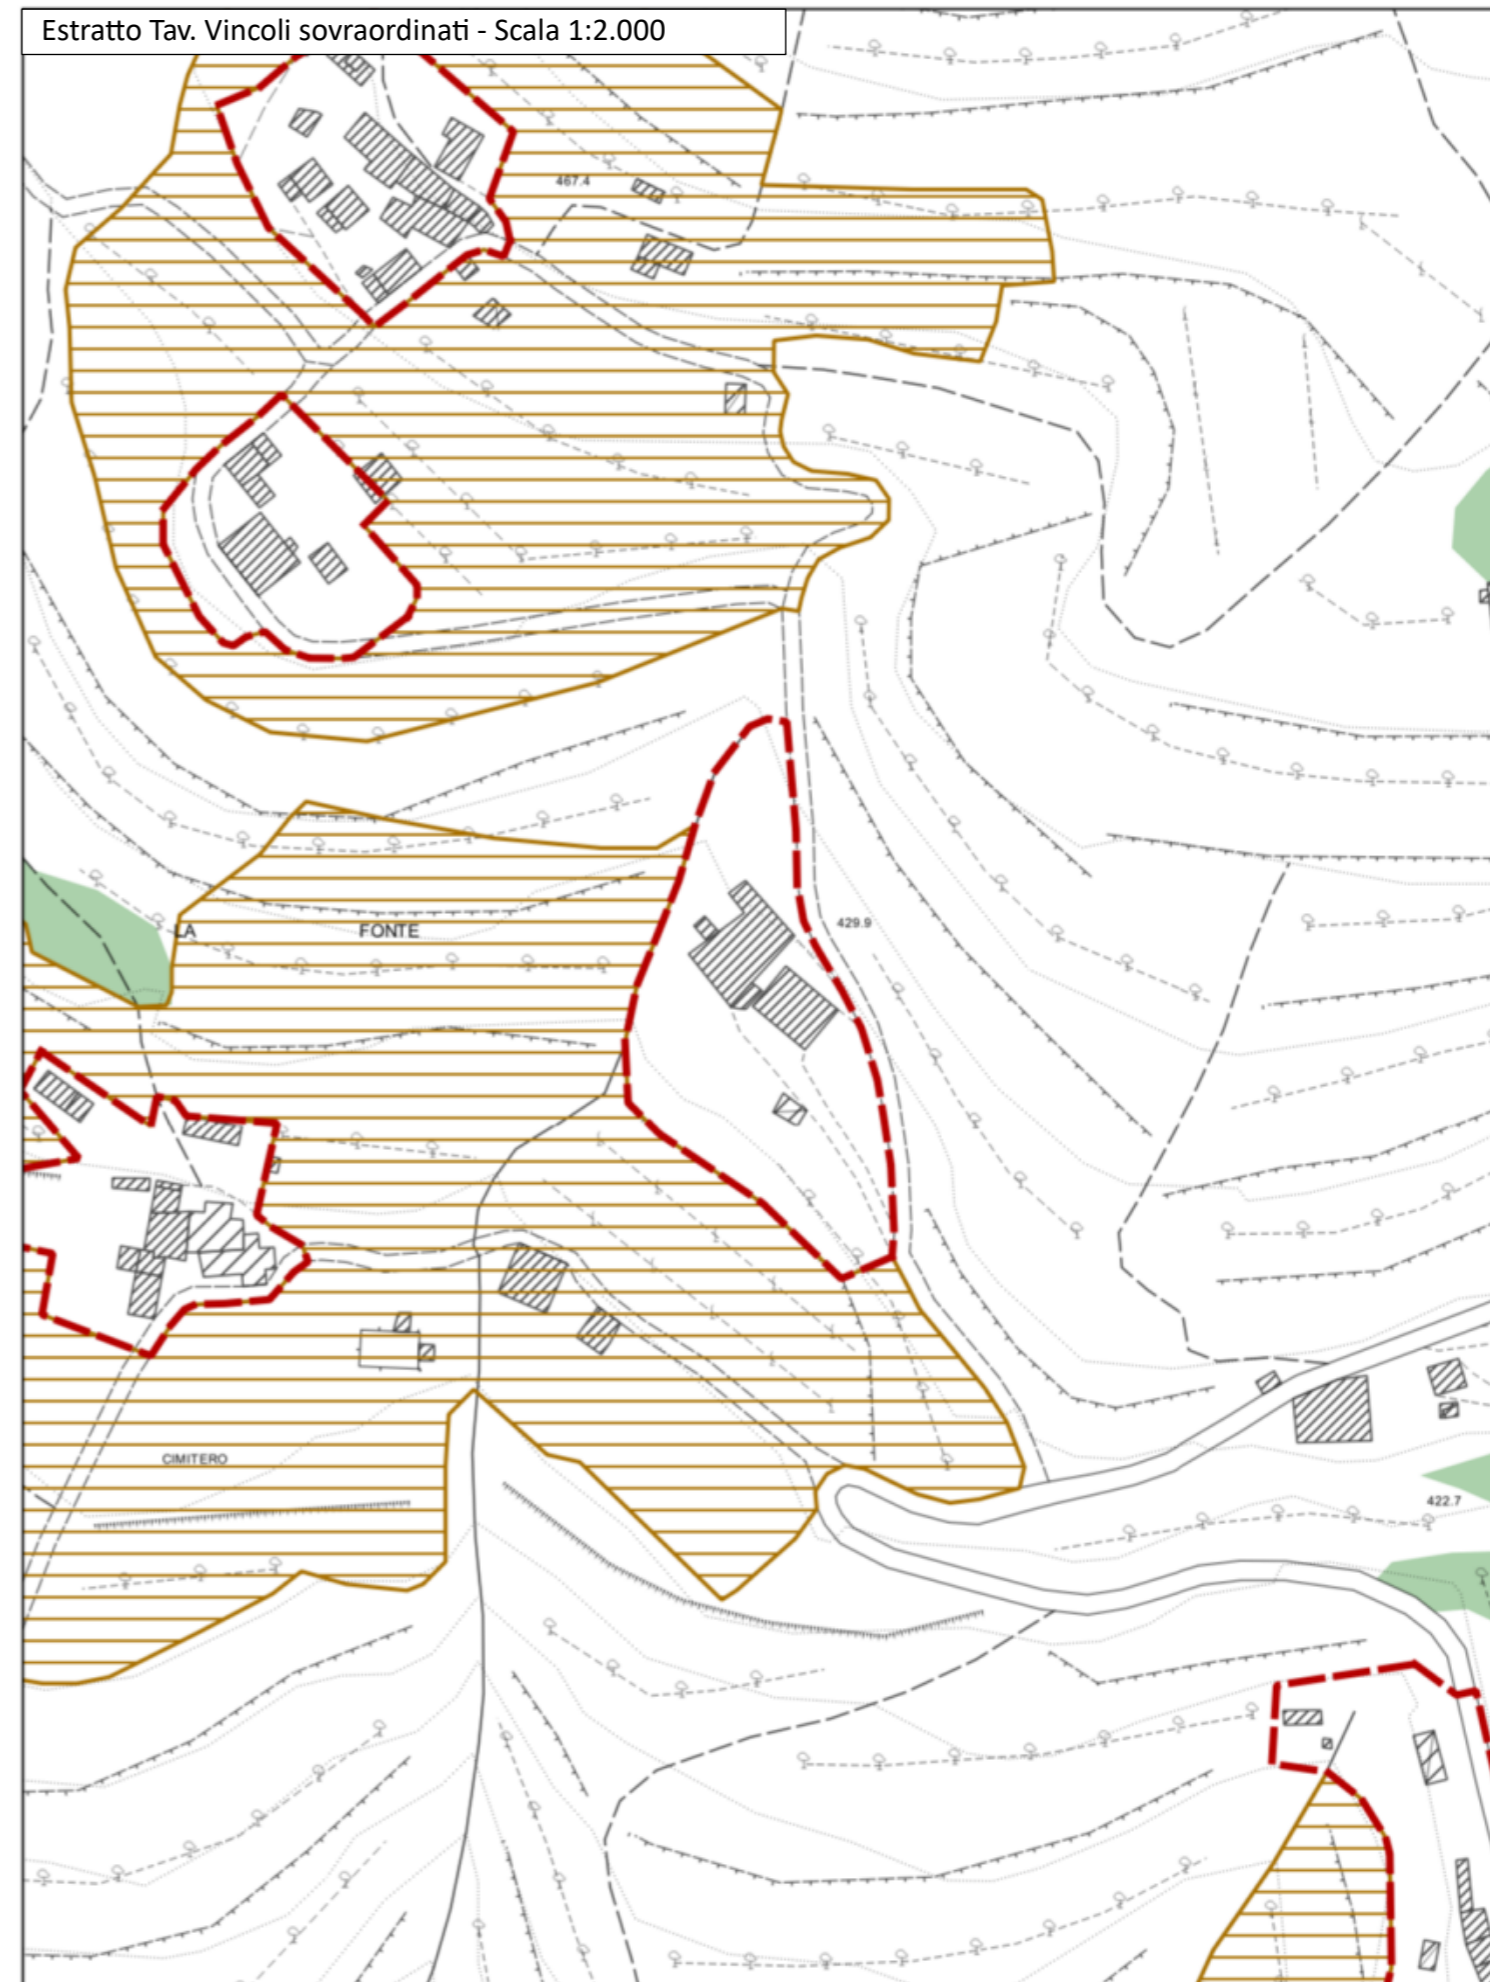 Estratto Tav. Vincoli sovraordinati - Scala 1:2.000
467.4
LA FONTE
429.9
CIMITERO
422.7